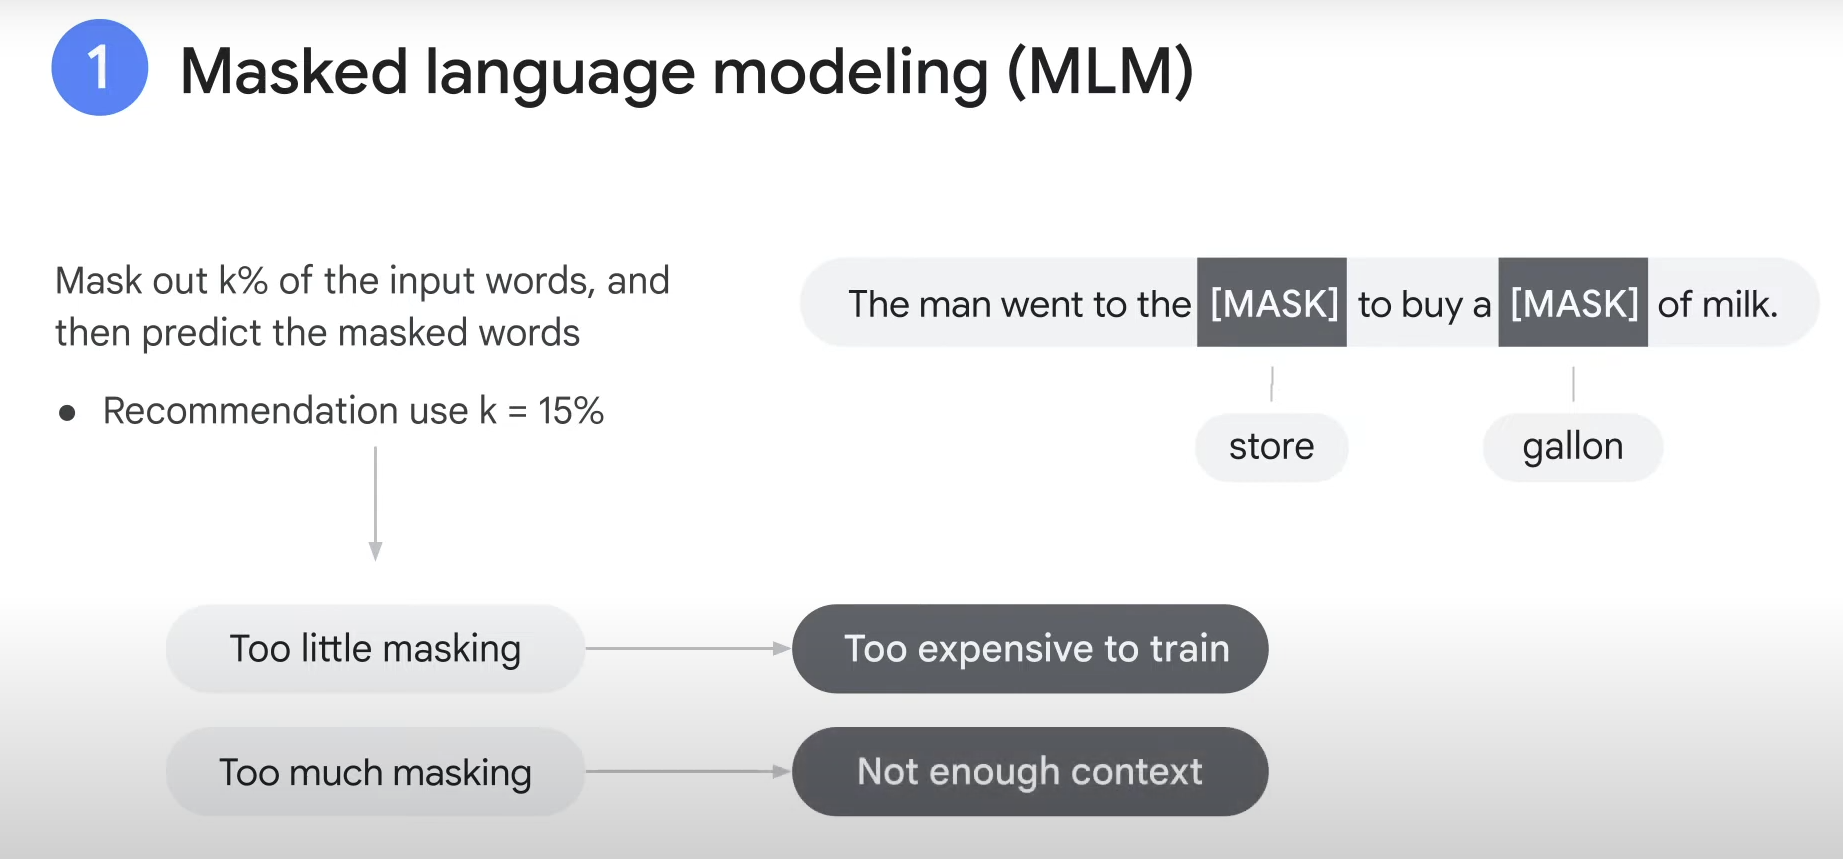 1
Masked language modeling (MLM)
Mask out k% of the input words, and
then predict the masked words
● Recommendation use k = 15%
The man went to the [MASK] to buy a [MASK] of milk.
store
gallon
Too little masking
Too expensive to train
Too much masking
Not enough context